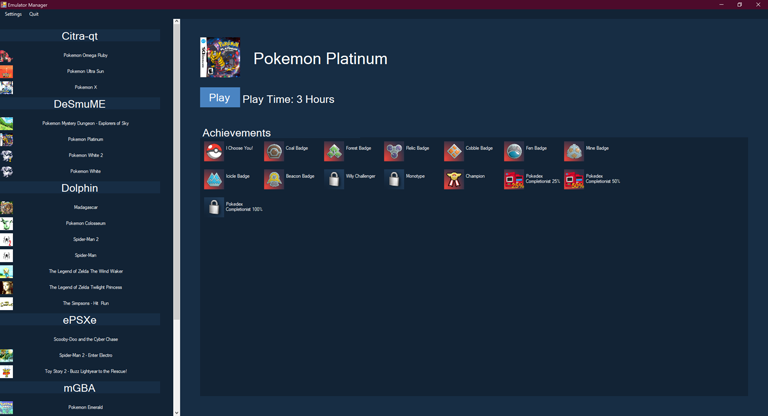 Emulator Manager
Settings Quit
Citra-qt
Pokemon Omega Ruby
Pokemon Ultra Sun
Pokemon X
DeSmuME
Pokemon Mystery Dungeon - Explorers of Sky
Pokemon Platinum
Pokemon White 2
Pokemon White
Dolphin
Madagascar
Pokemon Colosseum
Spider-Man 2
Spider-Man
The Legend of Zelda The Wind Waker
The Legend of Zelda Twilight Princess
The Simpsons - Hit Run
ePSXe
Scooby-Doo and the Cyber Chase
Spider-Man 2 - Enter Electro
Toy Story 2 - Buzz Lightyear to the Rescue!
mGBA
Pokemon Emerald
Pokemon Platinum
Play
Play Time: 3 Hours
Achievements
I Choose You!
Coal Badge
Forest Badge
Relic Badge
Cobble Badge
Fen Badge
Mine Badge
Icicle Badge
Beacon Badge
Wily Challenger
Monotype
Champion
Pokedex
Completionist 25%
Pokedex
Completionist 50%
Pokedex
Completionist 100%